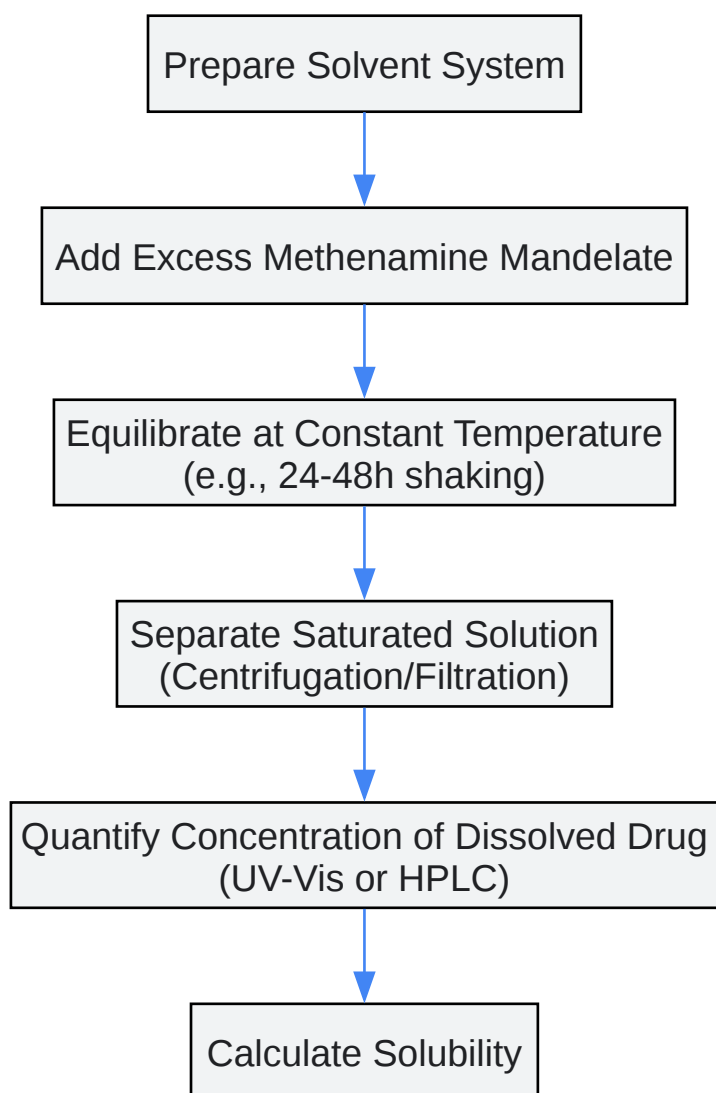 Prepare Solvent System
Add Excess Methenamine Mandelate
Equilibrate at Constant Temperature
(e.g., 24-48h shaking)
Separate Saturated Solution
(Centrifugation/Filtration)
Quantify Concentration of Dissolved Drug
(UV-Vis or HPLC)
Calculate Solubility